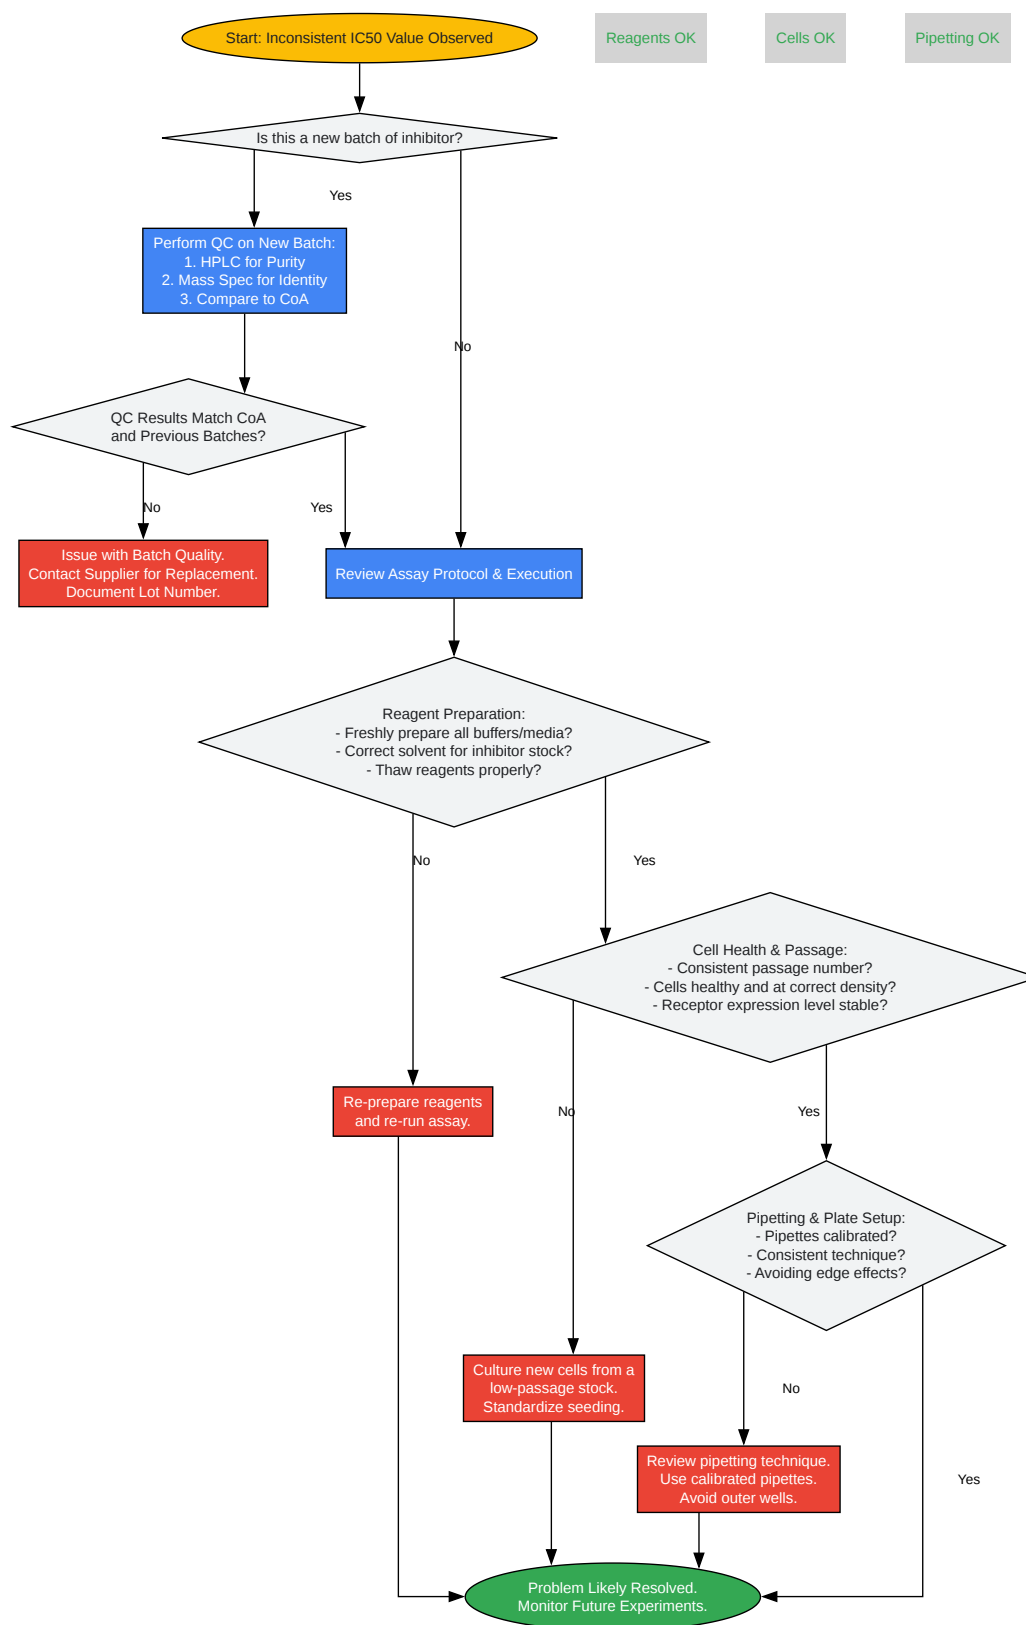 Start: Inconsistent IC50 Value Observed
Reagents OK
Cells OK
Pipetting OK
Is this a new batch of inhibitor?
Yes
Perform QC on New Batch:
1. HPLC for Purity
2. Mass Spec for Identity
3. Compare to CoA
No
QC Results Match CoA
and Previous Batches?
No
Yes
Issue with Batch Quality.
Contact Supplier for Replacement.
Document Lot Number.
Review Assay Protocol & Execution
Reagent Preparation:
- Freshly prepare all buffers/media?
- Correct solvent for inhibitor stock?
- Thaw reagents properly?
No
Yes
Cell Health & Passage:
- Consistent passage number?
- Cells healthy and at correct density?
- Receptor expression level stable?
Re-prepare reagents
and re-run assay.
No
Yes
Pipetting & Plate Setup:
- Pipettes calibrated?
- Consistent technique?
- Avoiding edge effects?
Culture new cells from a
low-passage stock.
Standardize seeding.
No
Review pipetting technique.
Use calibrated pipettes.
Avoid outer wells.
Yes
Problem Likely Resolved.
Monitor Future Experiments.